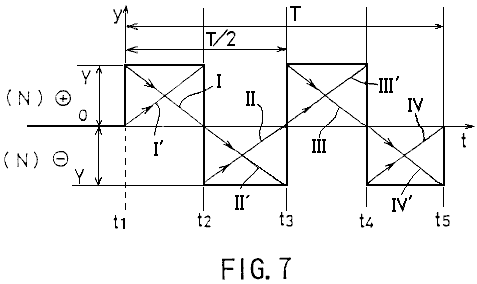 y
T
T/2
(N) ⊕ Y
I
II
III'
IV
0
t
I'
III
(N) ⊖ Y
II'
IV'
t1 t2 t3 t4 t5
FIG. 7